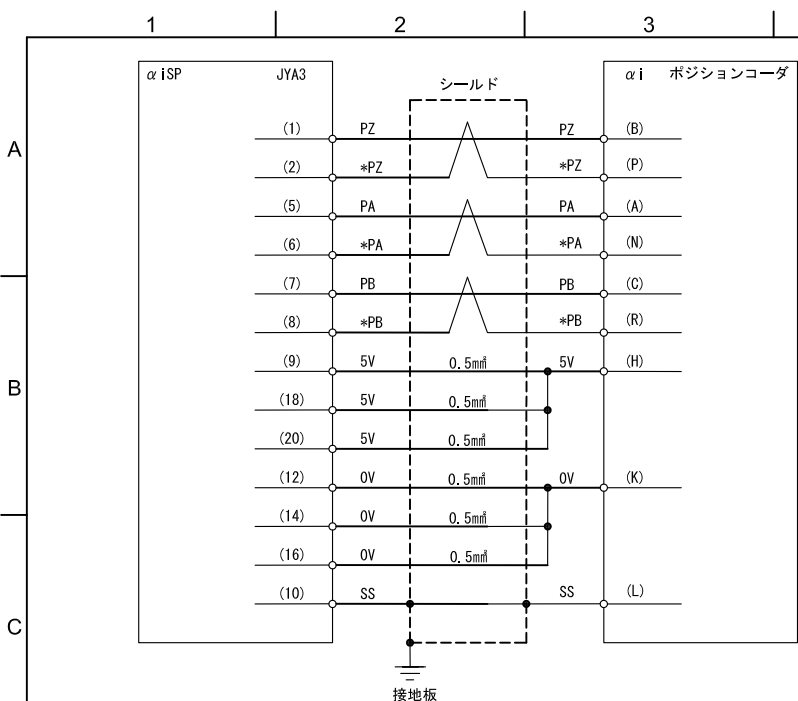 1 2 3
α iSP JYA3 シールド αi ポジションコーダ
A
(1) PZ PZ (B)
(2) *PZ *PZ (P)
(5) PA PA (A)
(6) *PA *PA (N)
(7) PB PB (C)
(8) *PB *PB (R)
B
(9) 5V 0.5m㎡ 5V (H)
(18) 5V 0.5m㎡
(20) 5V 0.5m㎡
(12) 0V 0.5m㎡ 0V (K)
(14) 0V 0.5m㎡
(16) 0V 0.5m㎡
(10) SS SS (L)
C
接地板